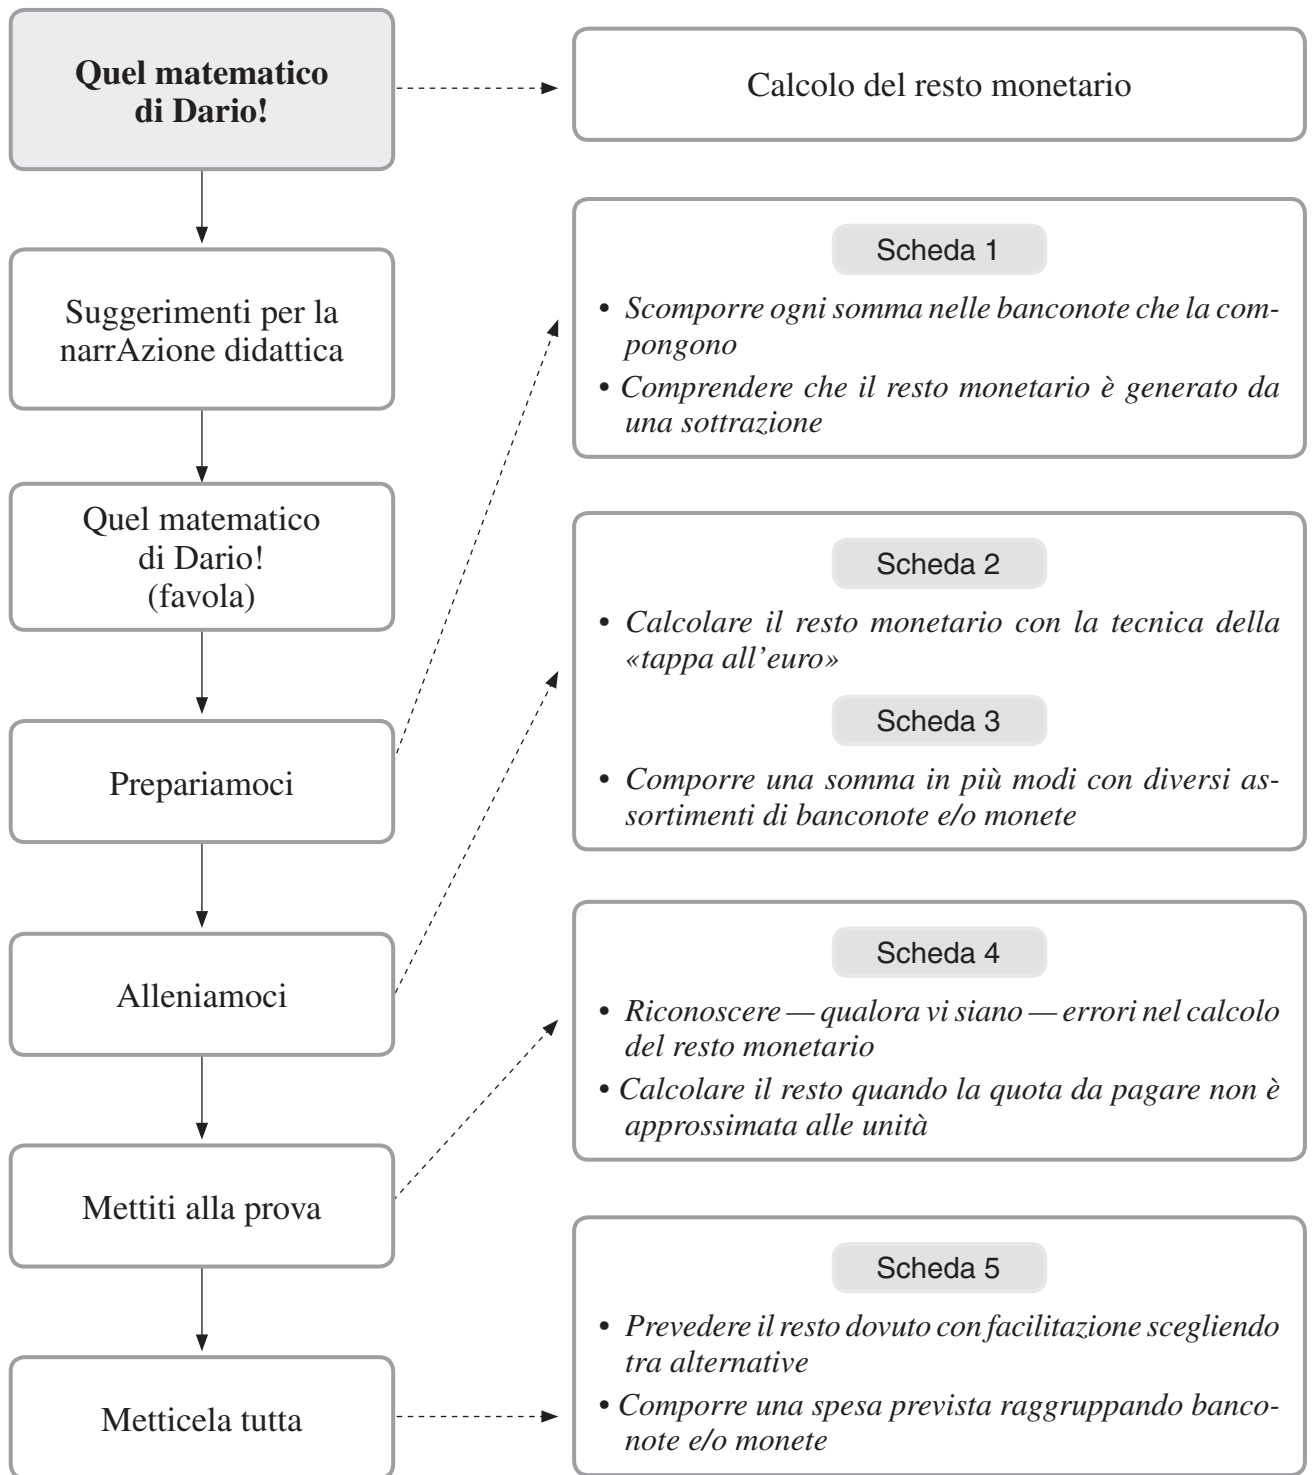 Quel matematico
di Dario!
Calcolo del resto monetario
Suggerimenti per la
narrAzione didattica
Scheda 1
• Scomporre ogni somma nelle banconote che la com-
pongono
• Comprendere che il resto monetario è generato da
una sottrazione
Quel matematico
di Dario!
(favola)
Prepariamoci
Scheda 2
• Calcolare il resto monetario con la tecnica della
«tappa all’euro»
Scheda 3
• Comporre una somma in più modi con diversi as-
sortimenti di banconote e/o monete
Alleniamoci
Scheda 4
• Riconoscere — qualora vi siano — errori nel calcolo
del resto monetario
• Calcolare il resto quando la quota da pagare non è
approssimata alle unità
Mettiti alla prova
Scheda 5
• Prevedere il resto dovuto con facilitazione scegliendo
tra alternative
• Comporre una spesa prevista raggruppando banco-
note e/o monete
Metticela tutta